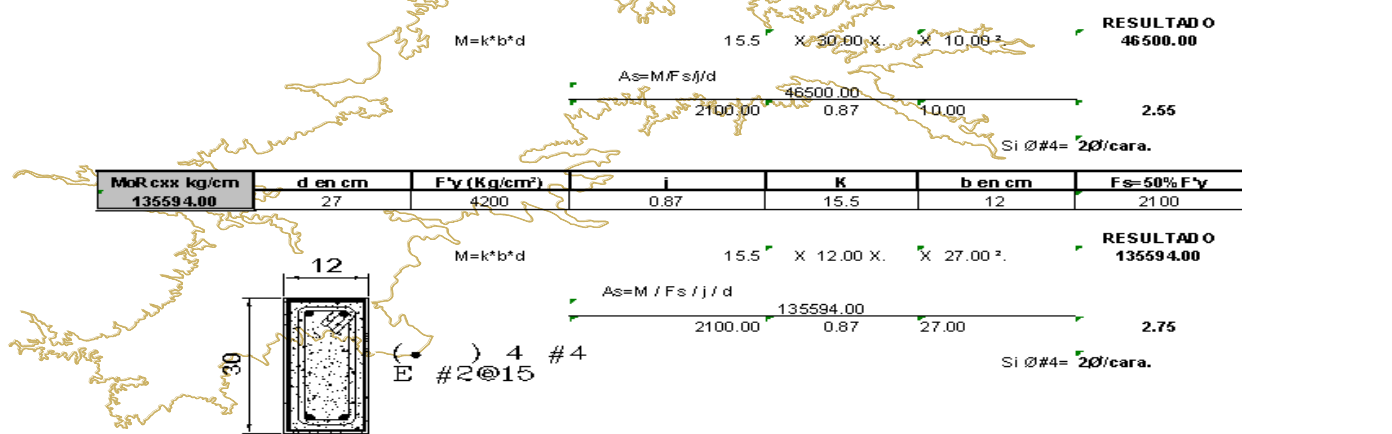 RESULTADO
M=k*b*d 15.5 X 30.00 X. X 10.00 ². 46500.00
As=M/Fs/j/d
46500.00
2100.00 0.87 10.00 2.55
Si Ø#4= 2Ø/cara.
MoR cxx kg/cm d en cm F'y (Kg/cm²) j K b en cm Fs=50% F'y
135594.00 27 4200 0.87 15.5 12 2100
RESULTADO
M=k*b*d 15.5 X 12.00 X. X 27.00 ². 135594.00
12
As=M / Fs / j / d
135594.00
2100.00 0.87 27.00 2.75
30
( • ) 4 #4
E #2@15
Si Ø#4= 2Ø/cara.